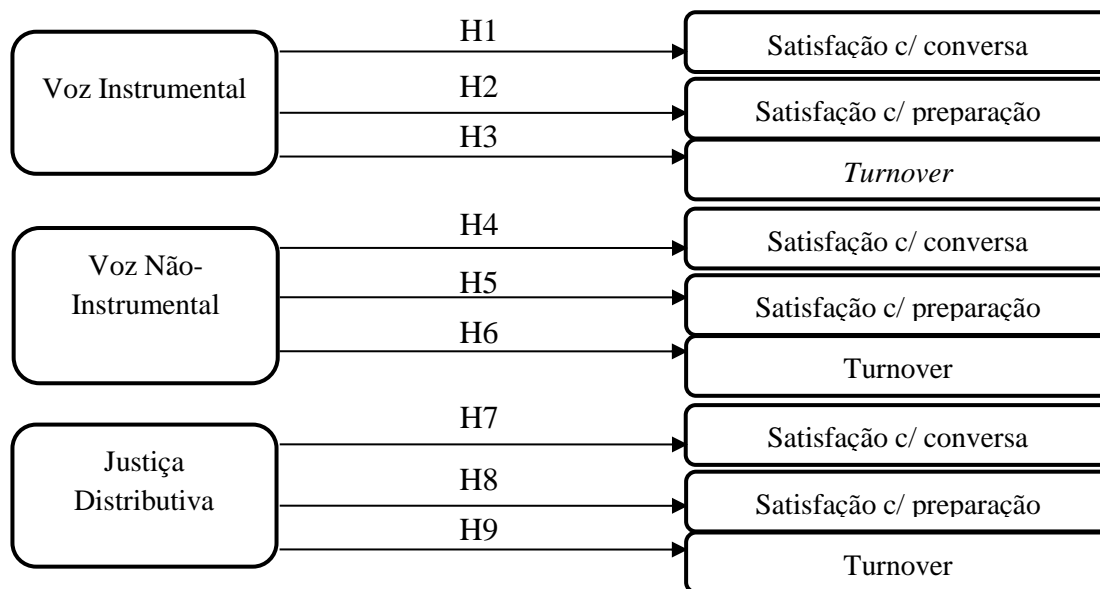 H1
Satisfação c/ conversa
Voz Instrumental
H2
Satisfação c/ preparação
H3
Turnover
H4
Satisfação c/ conversa
Voz Não-
Instrumental
H5
Satisfação c/ preparação
H6
Turnover
H7
Satisfação c/ conversa
Justiça
Distributiva
H8
Satisfação c/ preparação
H9
Turnover